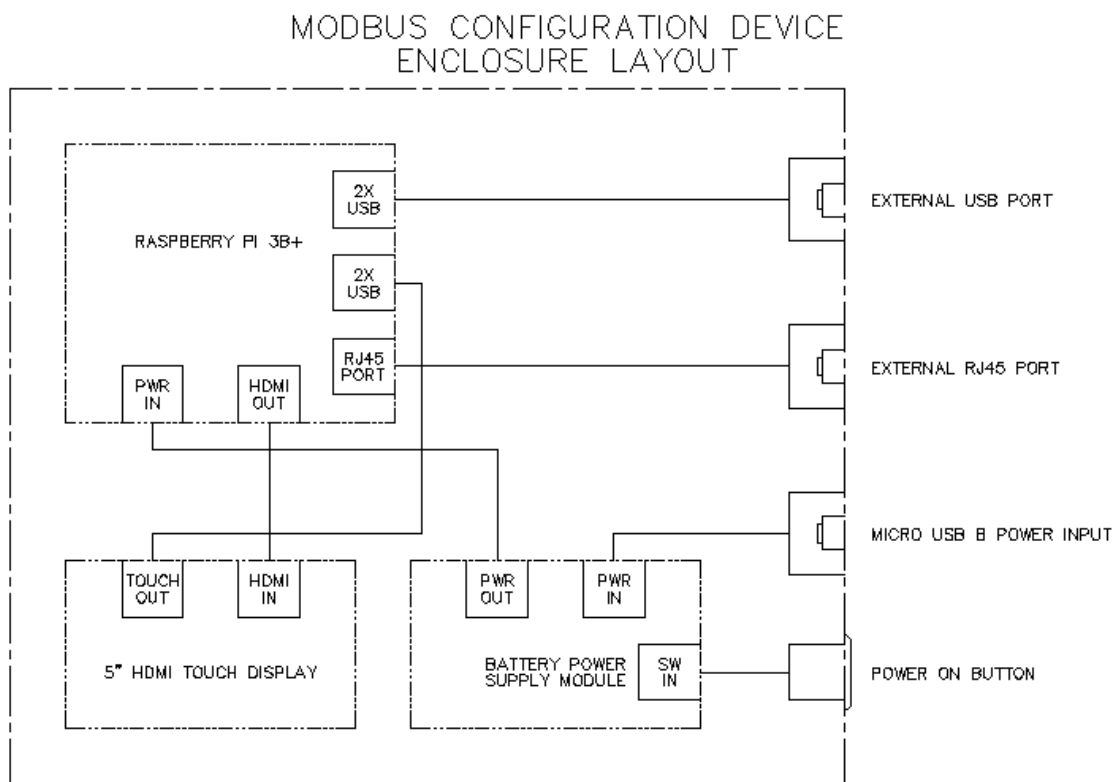 MODBUS CONFIGURATION DEVICE
ENCLOSURE LAYOUT
2X
USB
EXTERNAL USB PORT
RASPBERRY PI 3B+
2X
USB
RJ45
PORT
EXTERNAL RJ45 PORT
PWR
IN
HDMI
OUT
MICRO USB B POWER INPUT
TOUCH
OUT
HDMI
IN
PWR
OUT
PWR
IN
5" HDMI TOUCH DISPLAY
BATTERY POWER
SUPPLY MODULE
SW
IN
POWER ON BUTTON